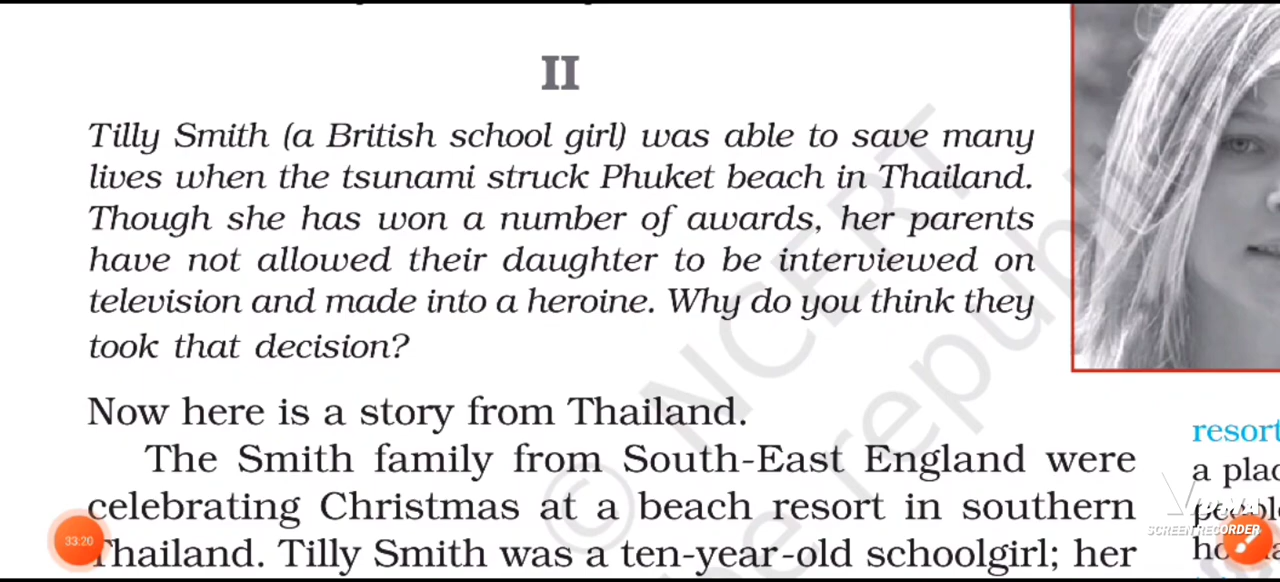 II
Tilly Smith (a British school girl) was able to save many
lives when the tsunami struck Phuket beach in Thailand.
Though she has won a number of awards, her parents
have not allowed their daughter to be interviewed on
television and made into a heroine. Why do you think they
took that decision?
Now here is a story from Thailand.
The Smith family from South-East England were
celebrating Christmas at a beach resort in southern
Thailand. Tilly Smith was a ten-year-old schoolgirl; her
resort
a
33:20
SCREEN RECORDER
© NCERT